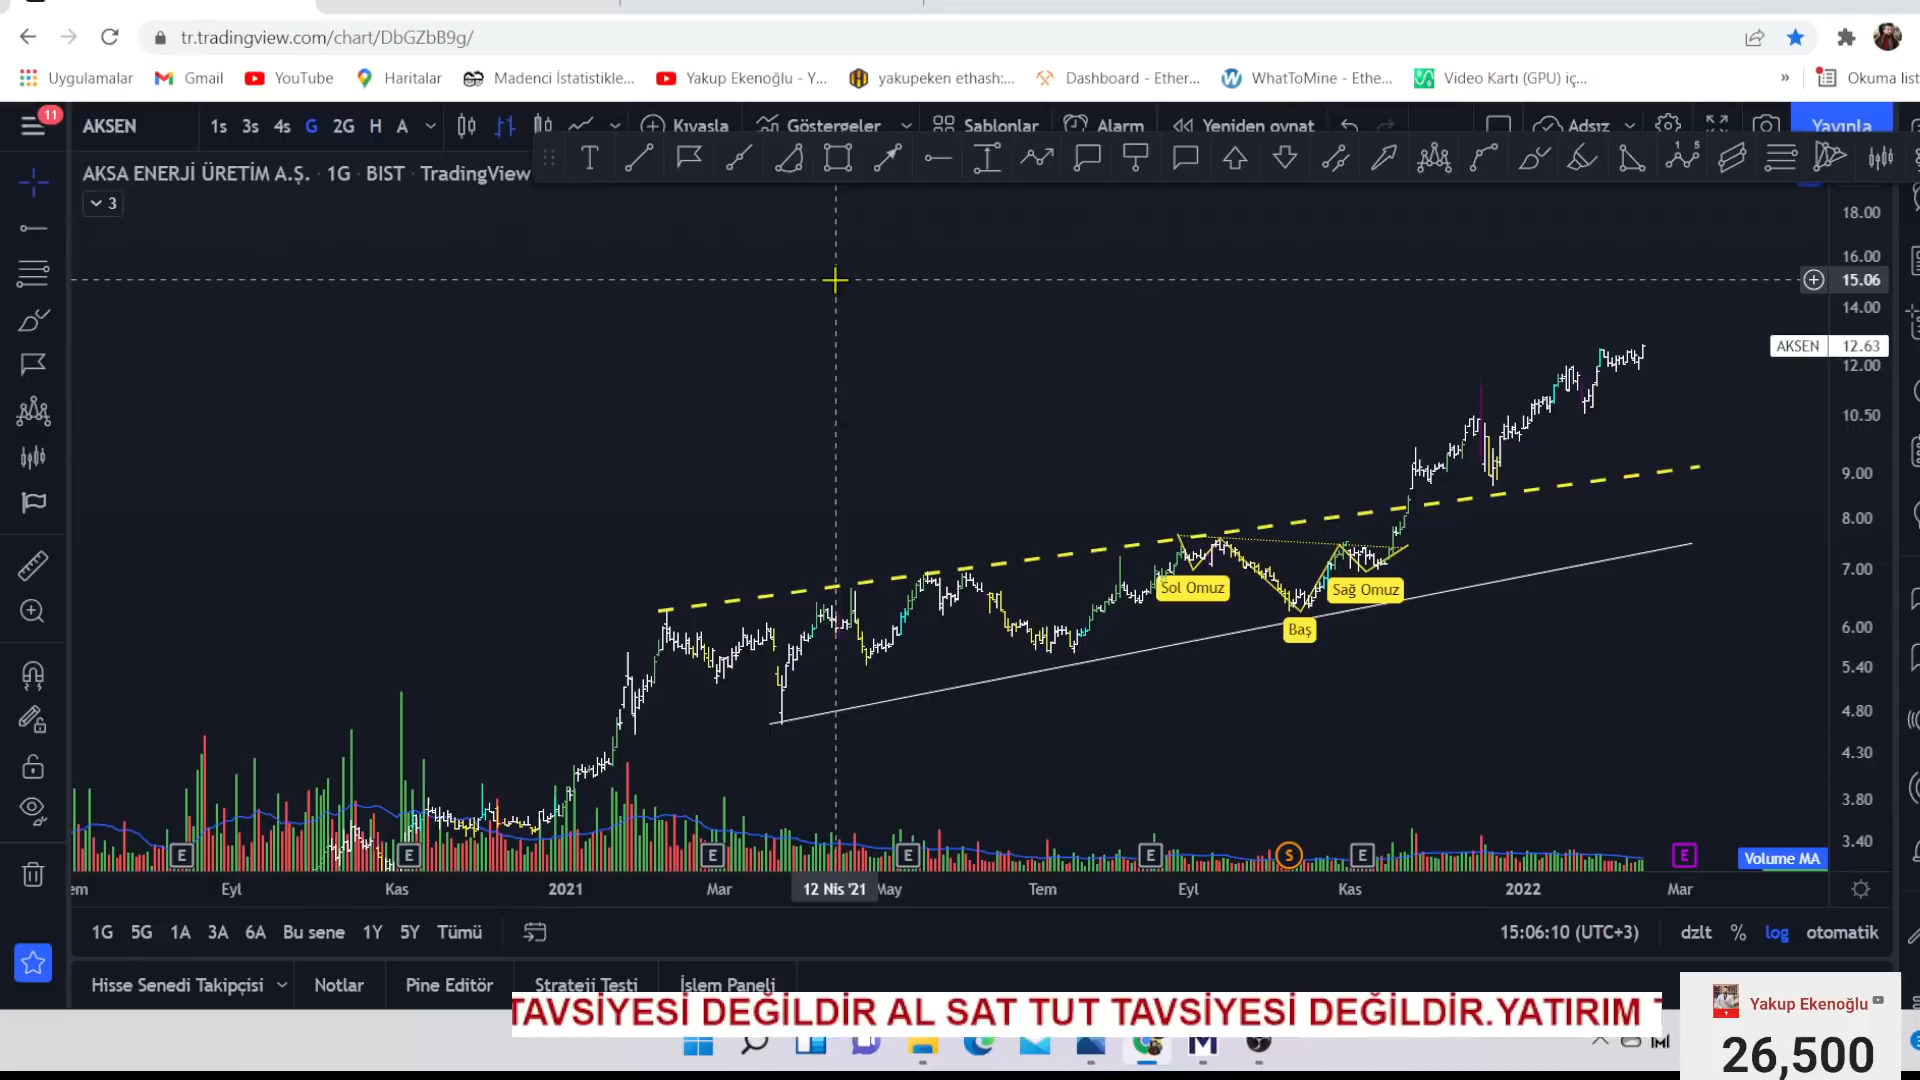 tr.tradingview.com/chart/DbGZbB9g/
Uygulamalar Gmail YouTube Haritalar Madenci İstatistikle... Yakup Ekenoğlu - Y... yakupeken ethash:... Dashboard - Ether... WhatToMine - Ethe... Video Kartı (GPU) iç... » Okuma list
11
AKSEN 1s 3s 4s G 2G H A Kıyasla Göstergeler Şablonlar Alarm Yeniden oynat Adsız Yayınla
AKSA ENERJİ ÜRETİM A.Ş. · 1G · BIST · TradingView
3
18.00
16.00
15.06
14.00
AKSEN 12.63
12.00
10.50
9.00
8.00
7.00
Sol Omuz
Sağ Omuz
Baş
6.00
5.40
4.80
4.30
3.80
3.40
E E E E E S E E
Volume MA
em Eyl Kas 2021 Mar 12 Nis '21 May Tem Eyl Kas 2022 Mar
1G 5G 1A 3A 6A Bu sene 1Y 5Y Tümü 15:06:10 (UTC+3) dzlt % log otomatik
Hisse Senedi Takipçisi Notlar Pine Editör Strateji Testi İşlem Paneli
TAVSİYESİ DEĞİLDİR AL SAT TUT TAVSİYESİ DEĞİLDİR.YATIRIM
Yakup Ekenoğlu
26,500